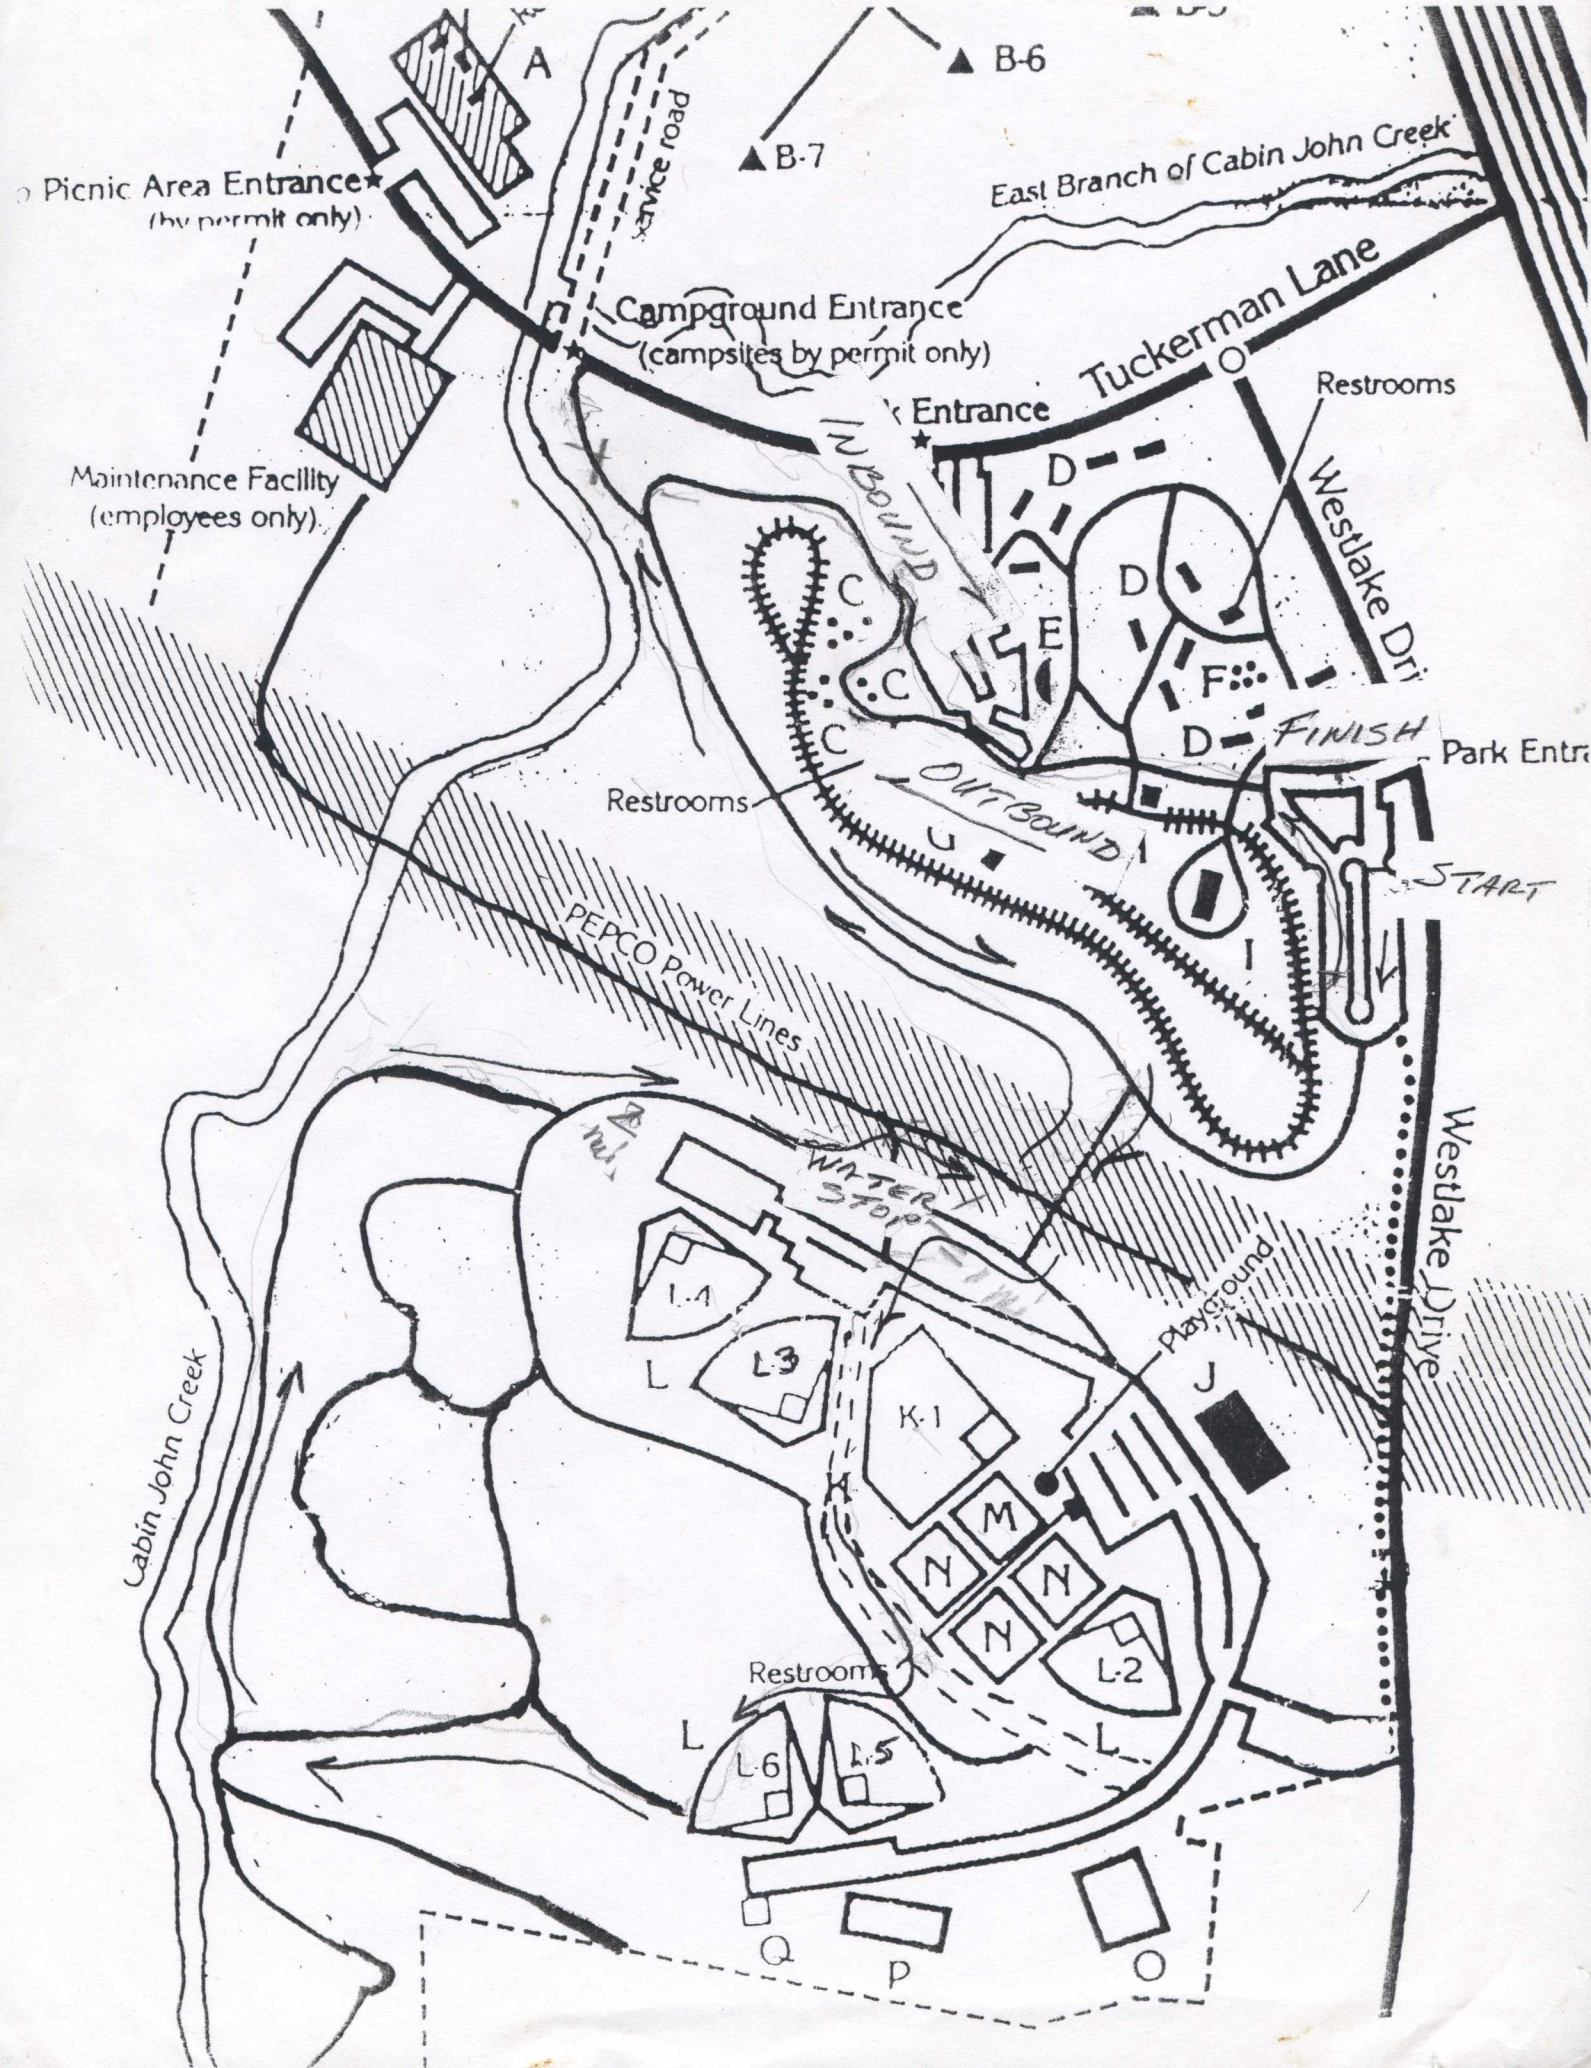 A
B-6
B-7
service road
East Branch of Cabin John Creek
Picnic Area Entrance
(by permit only)
Campground Entrance
(campsites by permit only)
Tuckerman Lane
Entrance
Restrooms
INBOUND
D
Westlake Dri
Maintenance Facility
(employees only).
C
D
E
C
F
C
D
FINISH
Park Entra
OUTBOUND
Restrooms
START
I
PEPCO Power Lines
WATER
STOP
Westlake Drive
Playground
L-4
L-3
L
J
K-1
Cabin John Creek
M
N
N
N
L-2
Restrooms
L
L
L-6
L-5
Q
P
O